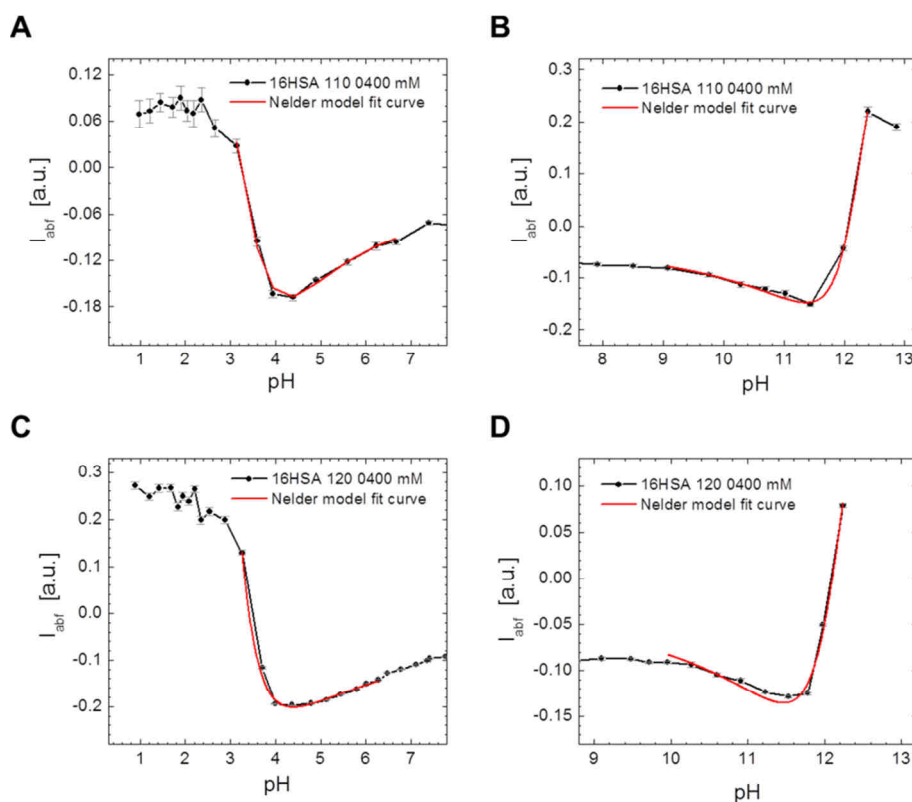 A
16HSA 110 0400 mM
Nelder model fit curve
I_abf [a.u.]
0.12
0.06
0.00
-0.06
-0.12
-0.18
1 2 3 4 5 6 7
pH
B
16HSA 110 0400 mM
Nelder model fit curve
I_abf [a.u.]
0.3
0.2
0.1
-0.0
-0.1
-0.2
8 9 10 11 12 13
pH
C
16HSA 120 0400 mM
Nelder model fit curve
I_abf [a.u.]
0.3
0.2
0.1
0.0
-0.1
-0.2
1 2 3 4 5 6 7
pH
D
16HSA 120 0400 mM
Nelder model fit curve
I_abf [a.u.]
0.10
0.05
0.00
-0.05
-0.10
-0.15
9 10 11 12 13
pH